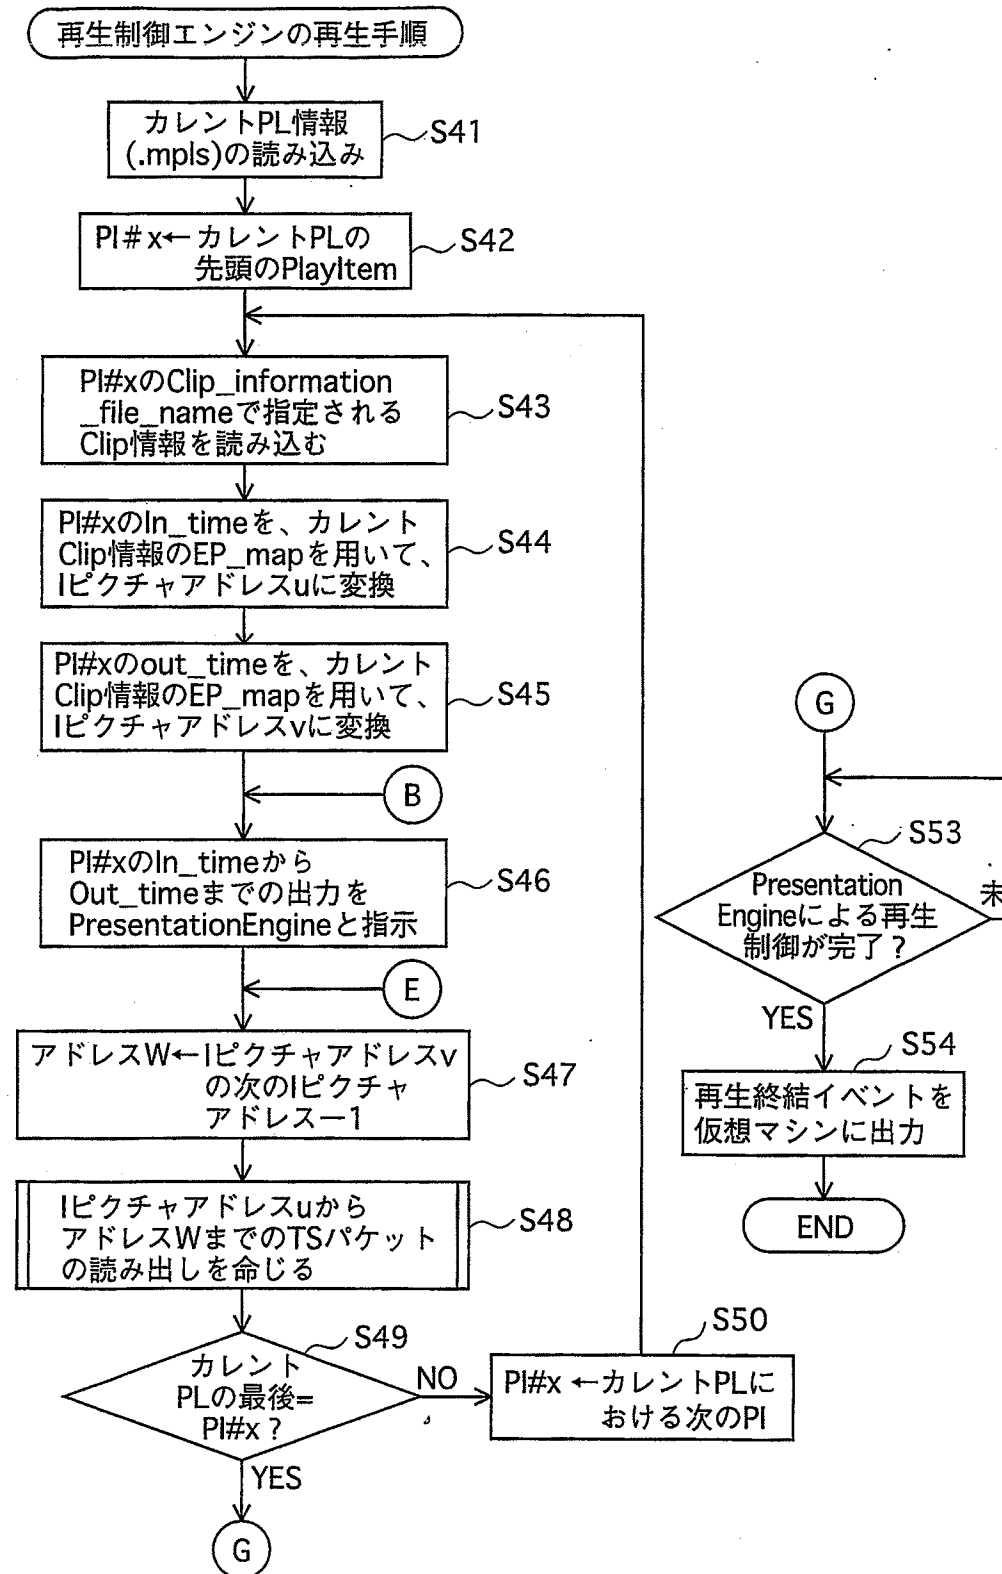 再生制御エンジンの再生手順
カレントPL情報
(.mpls)の読み込み
S41
PI#x←カレントPLの
先頭のPlayItem
S42
PI#xのClip_information
_file_nameで指定される
Clip情報を読み込む
S43
PI#xのIn_timeを、カレント
Clip情報のEP_mapを用いて、
Iピクチャアドレスuに変換
S44
PI#xのout_timeを、カレント
Clip情報のEP_mapを用いて、
Iピクチャアドレスvに変換
S45
B
PI#xのIn_timeから
Out_timeまでの出力を
PresentationEngineと指示
S46
E
アドレスW←Iピクチャアドレスv
の次のIピクチャ
アドレスー1
S47
Iピクチャアドレスuから
アドレスWまでのTSパケット
の読み出しを命じる
S48
カレント
PLの最後=
PI#x？
S49
NO
YES
G
PI#x ←カレントPLに
おける次のPI
S50
G
Presentation
Engineによる再生
制御が完了？
S53
未
YES
再生終結イベントを
仮想マシンに出力
S54
END